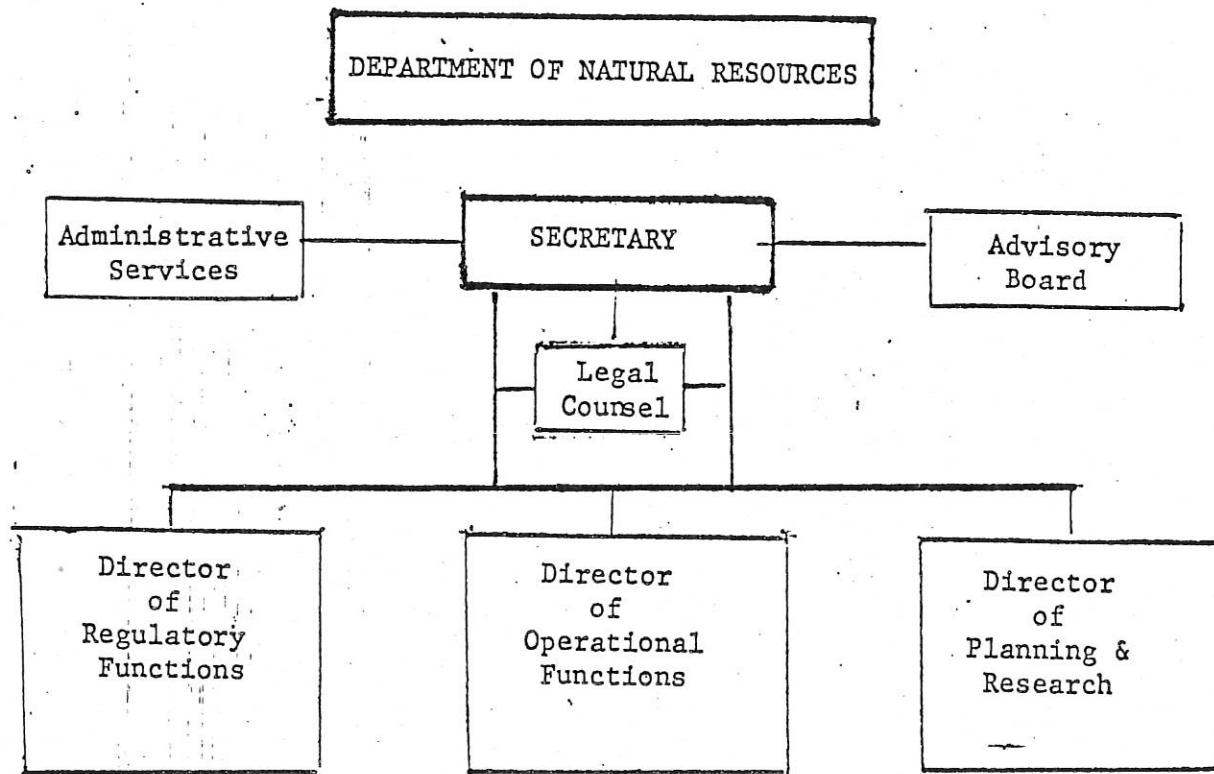 DEPARTMENT OF NATURAL RESOURCES
Administrative
Services
SECRETARY
Advisory
Board
Legal
Counsel
Director
of
Regulatory
Functions
Director
of
Operational
Functions
Director
of
Planning &
Research